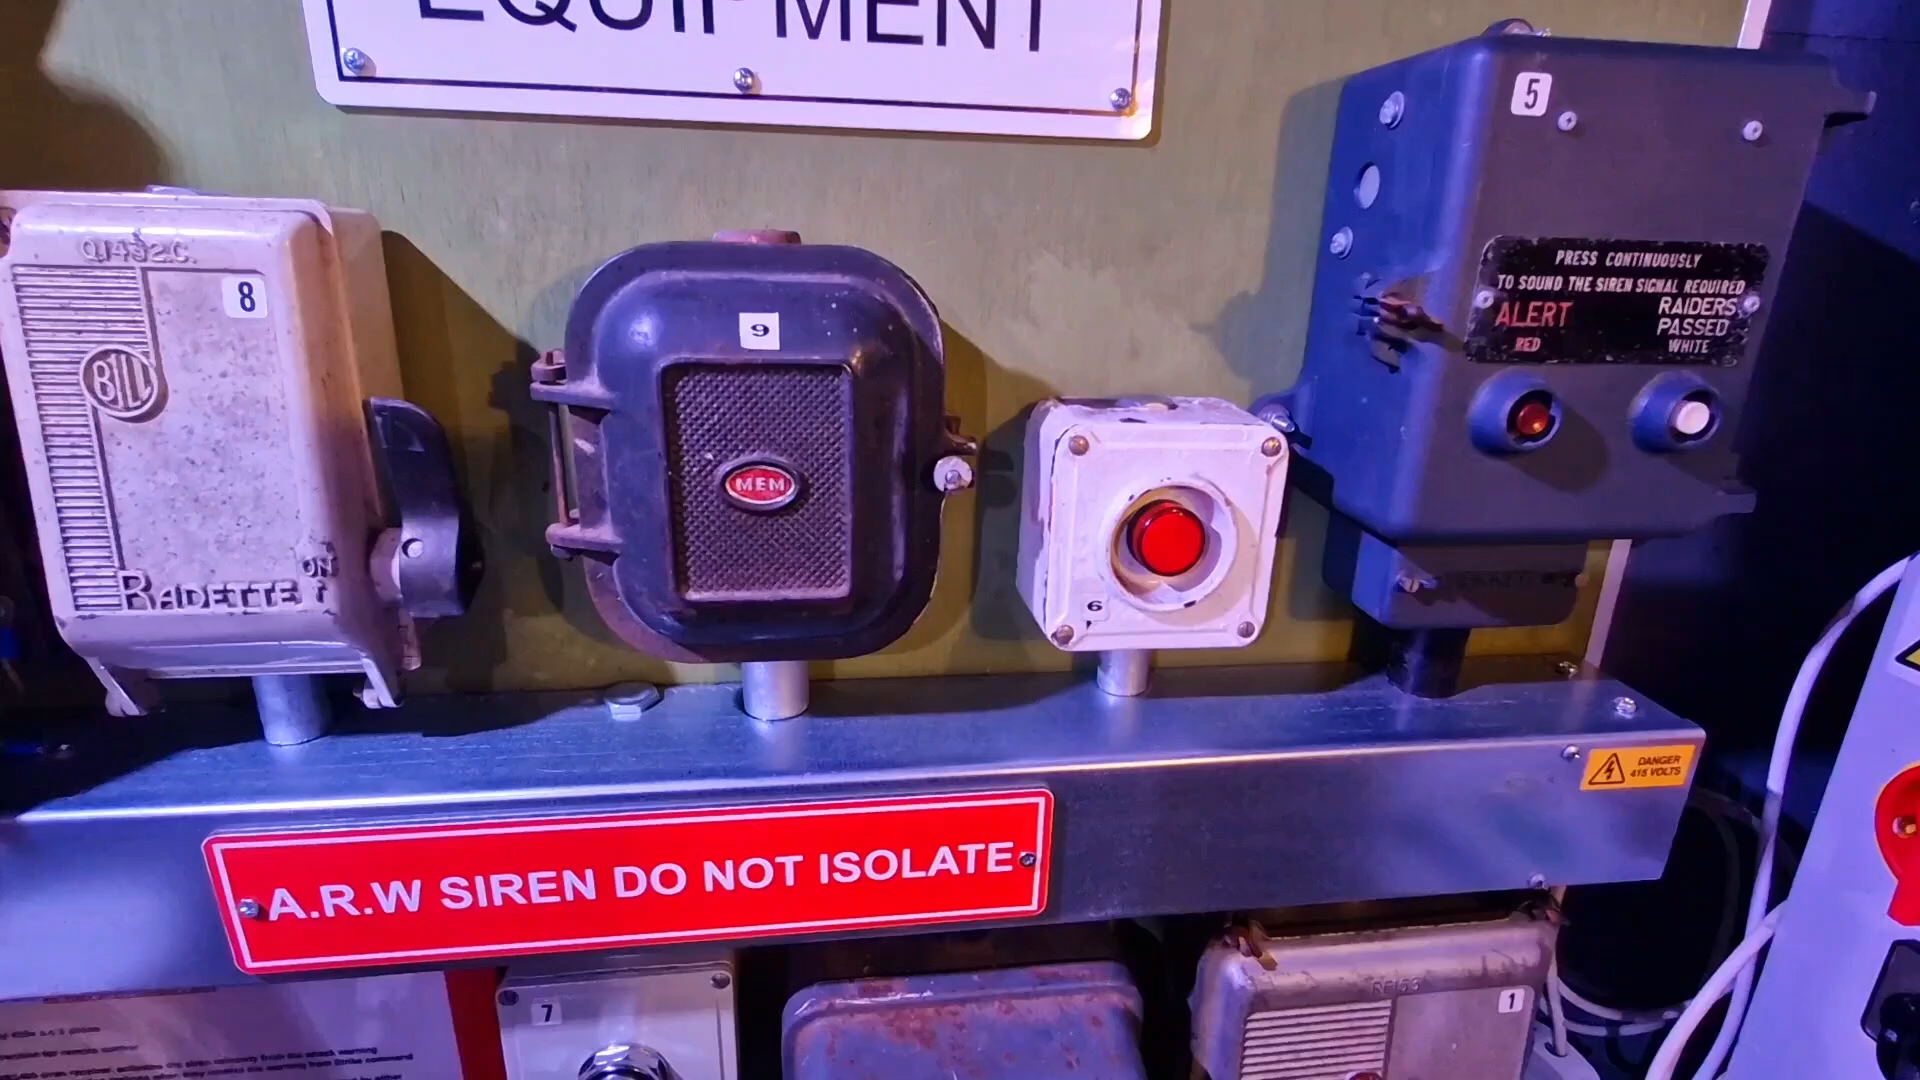 EQUIPMENT
5
PRESS CONTINUOUSLY
TO SOUND THE SIREN SIGNAL REQUIRED
ALERT
RED
RAIDERS
PASSED
WHITE
Q1432C.
8
BILL
RADETTE
ON
9
MEM
6
DANGER
415 VOLTS
A.R.W SIREN DO NOT ISOLATE
7
1